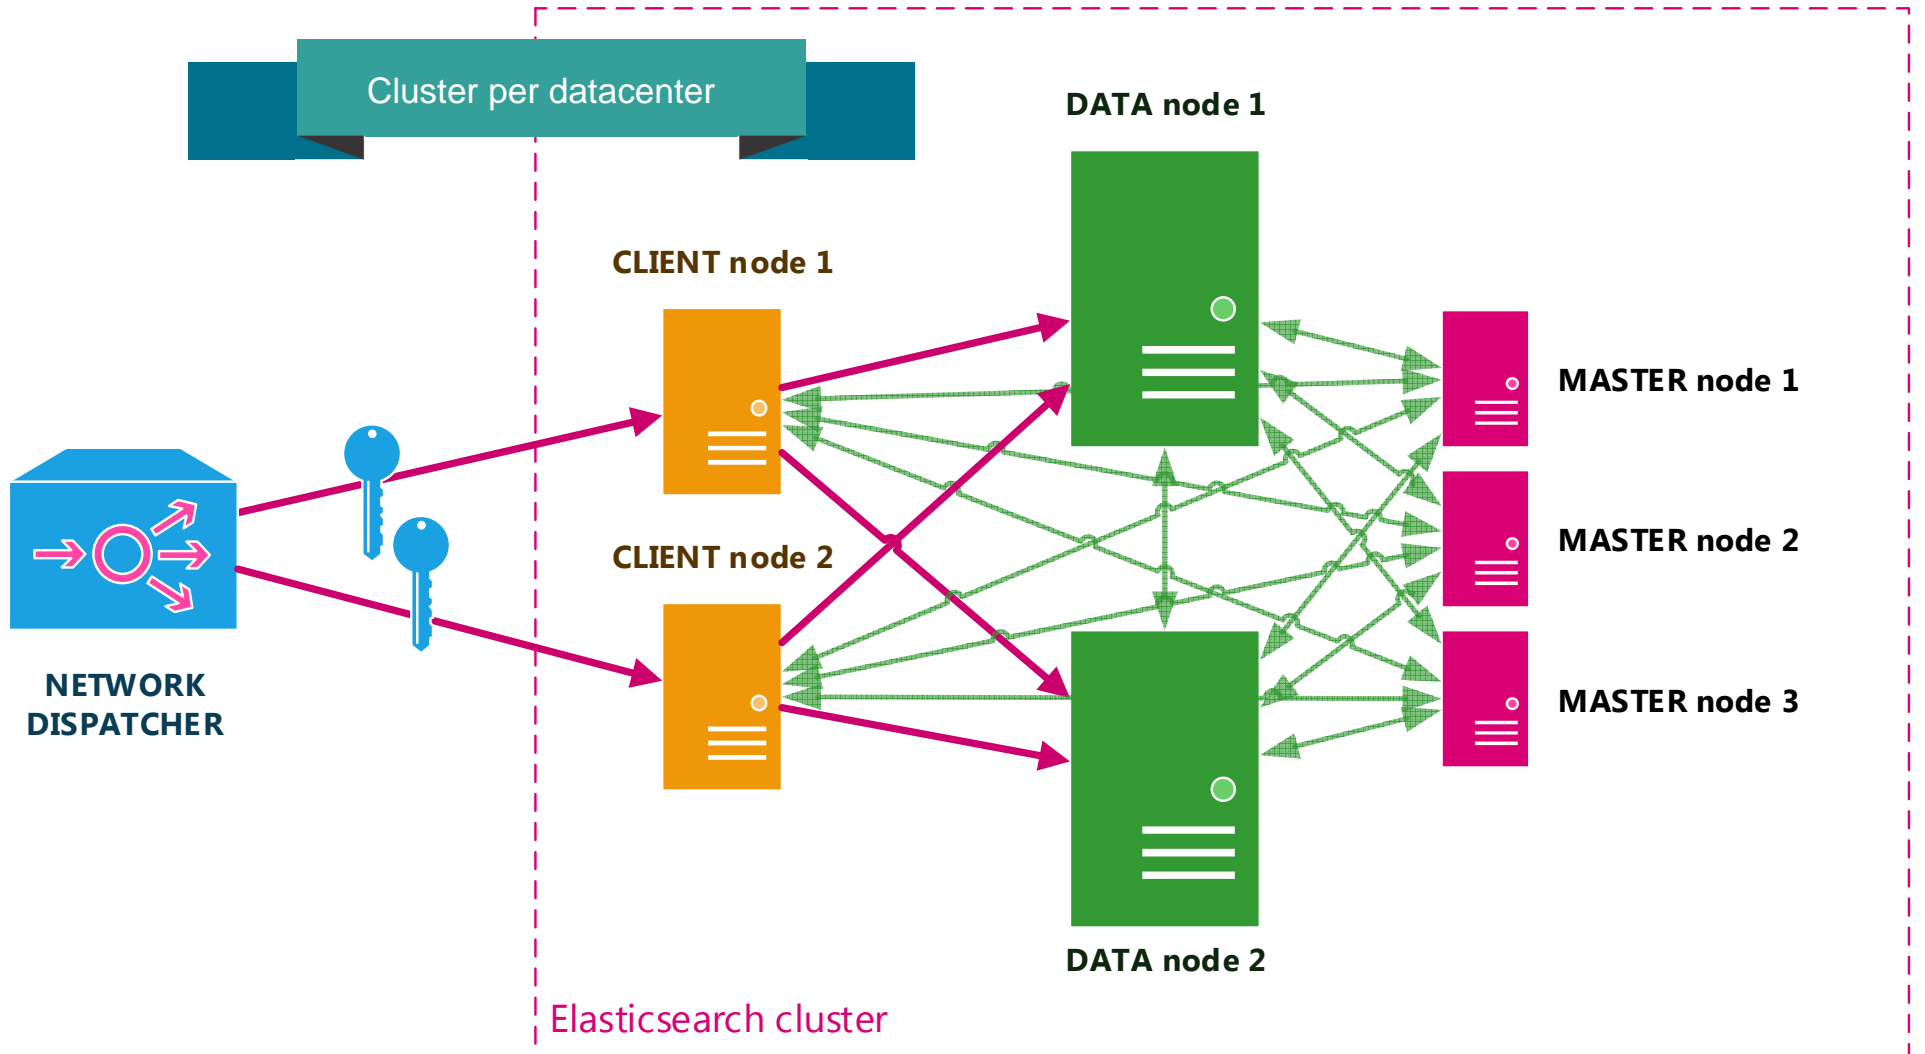 Cluster per datacenter
DATA node 1
CLIENT node 1
MASTER node 1
MASTER node 2
CLIENT node 2
NETWORK
DISPATCHER
MASTER node 3
DATA node 2
Elasticsearch cluster